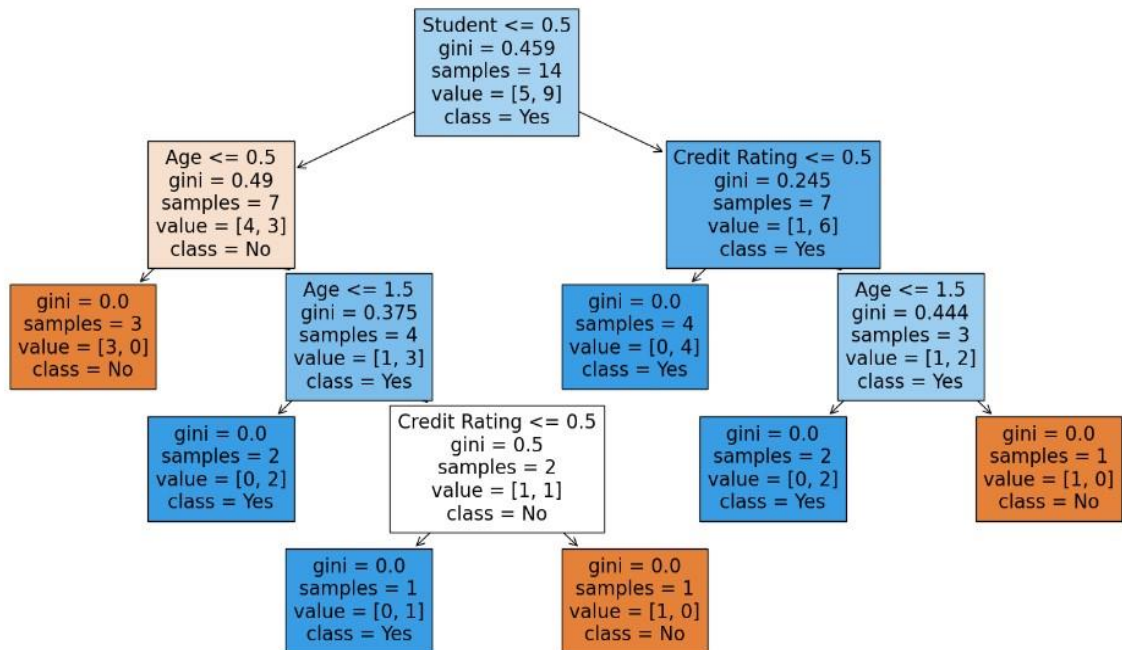 Student <= 0.5
gini = 0.459
samples = 14
value = [5, 9]
class = Yes
Age <= 0.5
gini = 0.49
samples = 7
value = [4, 3]
class = No
Credit Rating <= 0.5
gini = 0.245
samples = 7
value = [1, 6]
class = Yes
gini = 0.0
samples = 3
value = [3, 0]
class = No
Age <= 1.5
gini = 0.375
samples = 4
value = [1, 3]
class = Yes
gini = 0.0
samples = 4
value = [0, 4]
class = Yes
Age <= 1.5
gini = 0.444
samples = 3
value = [1, 2]
class = Yes
gini = 0.0
samples = 2
value = [0, 2]
class = Yes
Credit Rating <= 0.5
gini = 0.5
samples = 2
value = [1, 1]
class = No
gini = 0.0
samples = 2
value = [0, 2]
class = Yes
gini = 0.0
samples = 1
value = [1, 0]
class = No
gini = 0.0
samples = 1
value = [0, 1]
class = Yes
gini = 0.0
samples = 1
value = [1, 0]
class = No